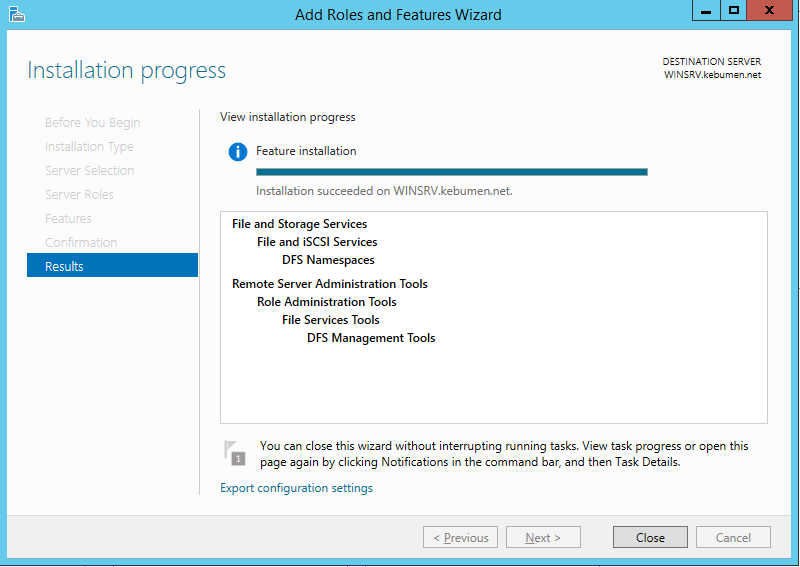 Add Roles and Features Wizard
Installation progress
DESTINATION SERVER
WINSRV.kebumen.net
Before You Begin
Installation Type
Server Selection
Server Roles
Features
Confirmation
Results
View installation progress
Feature installation
Installation succeeded on WINSRV.kebumen.net.
File and Storage Services
File and iSCSI Services
DFS Namespaces
Remote Server Administration Tools
Role Administration Tools
File Services Tools
DFS Management Tools
1
You can close this wizard without interrupting running tasks. View task progress or open this
page again by clicking Notifications in the command bar, and then Task Details.
Export configuration settings
< Previous
Next >
Close
Cancel